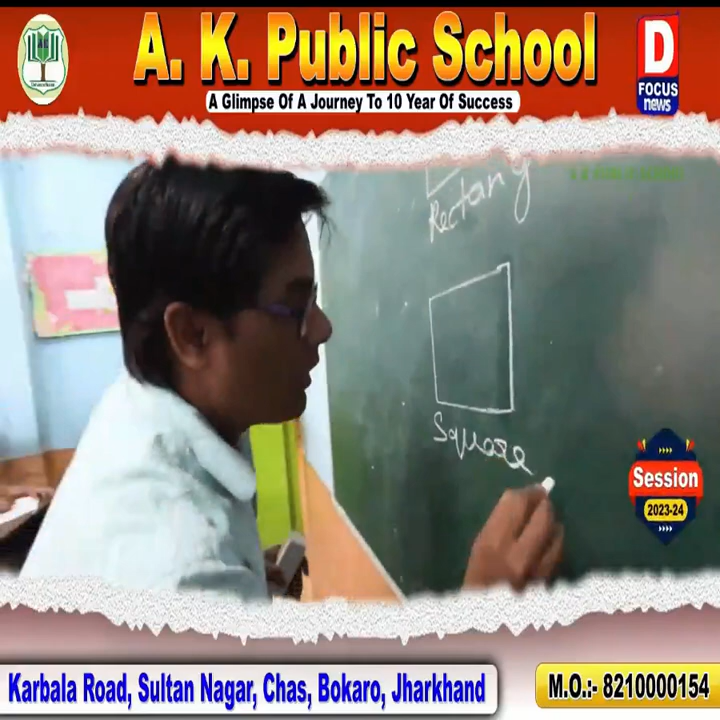 A. K. Public School
A Glimpse Of A Journey To 10 Year Of Success
D
FOCUS
news
Rectang
Square
Session
2023-24
Karbala Road, Sultan Nagar, Chas, Bokaro, Jharkhand
M.O.:- 8210000154